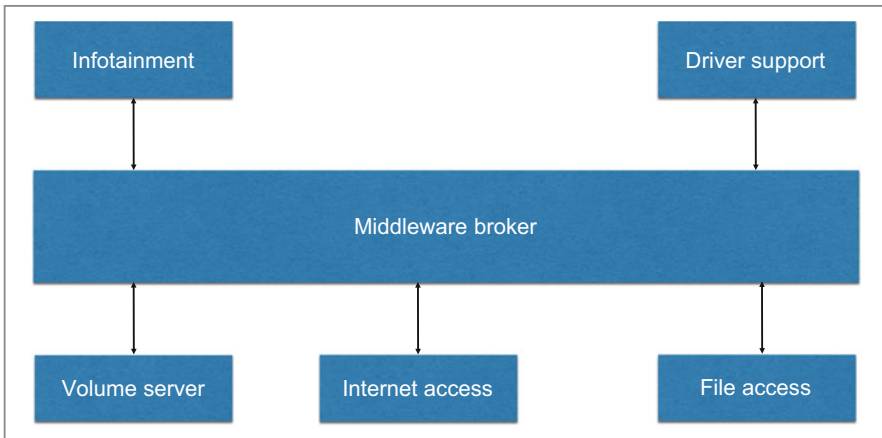 Infotainment
Driver support
Middleware broker
Volume server
Internet access
File access